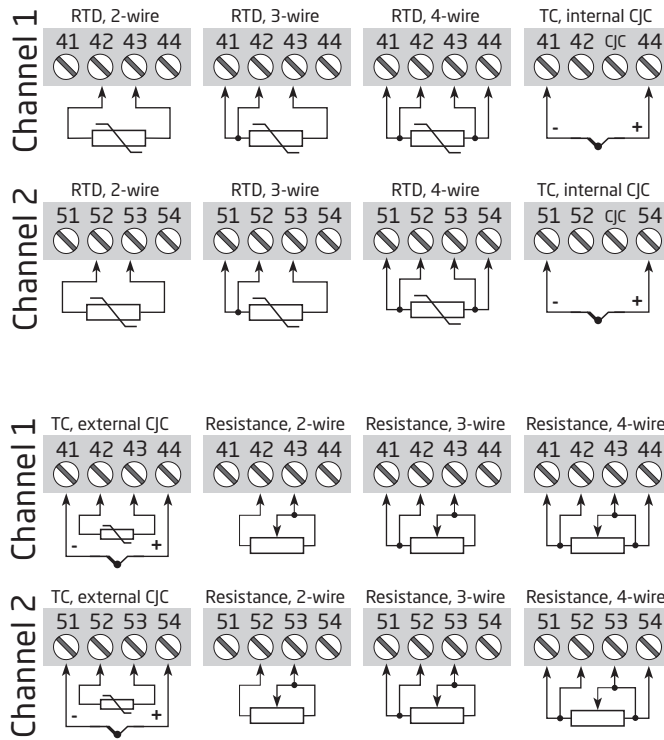 Channel 1
RTD, 2-wire
41 42 43 44
RTD, 3-wire
41 42 43 44
RTD, 4-wire
41 42 43 44
TC, internal CJC
41 42 CJC 44
- +
Channel 2
RTD, 2-wire
51 52 53 54
RTD, 3-wire
51 52 53 54
RTD, 4-wire
51 52 53 54
TC, internal CJC
51 52 CJC 54
- +
Channel 1
TC, external CJC
41 42 43 44
- +
Resistance, 2-wire
41 42 43 44
Resistance, 3-wire
41 42 43 44
Resistance, 4-wire
41 42 43 44
Channel 2
TC, external CJC
51 52 53 54
- +
Resistance, 2-wire
51 52 53 54
Resistance, 3-wire
51 52 53 54
Resistance, 4-wire
51 52 53 54